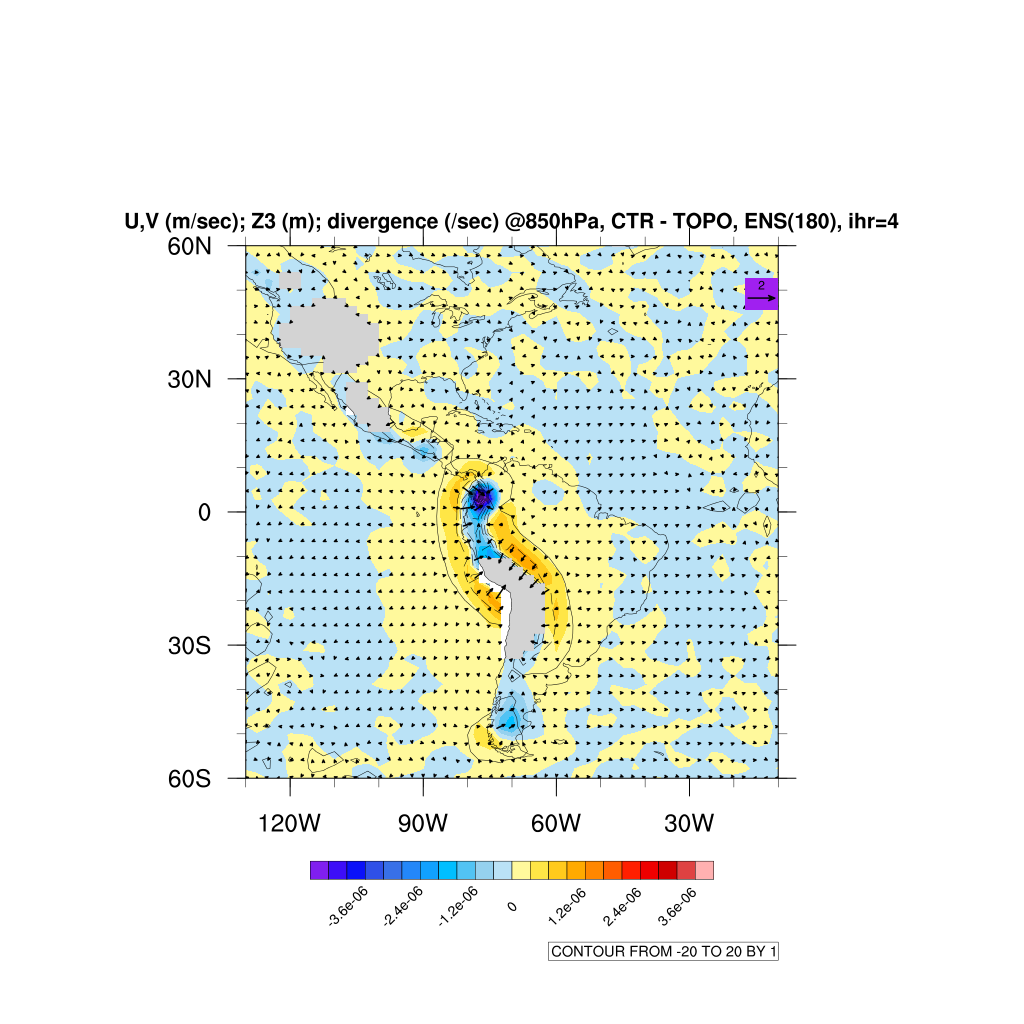 U,V (m/sec); Z3 (m); divergence (/sec) @850hPa, CTR - TOPO, ENS(180), ihr=4
60N
2
30N
0
30S
60S
120W 90W 60W 30W
-3.6e-06 -2.4e-06 -1.2e-06 0 1.2e-06 2.4e-06 3.6e-06
CONTOUR FROM -20 TO 20 BY 1